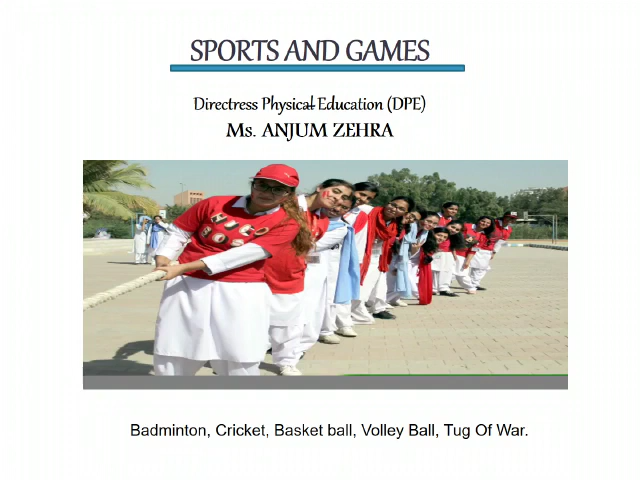 SPORTS AND GAMES
Directress Physical Education (DPE)
Ms. ANJUM ZEHRA
Badminton, Cricket, Basket ball, Volley Ball, Tug Of War.